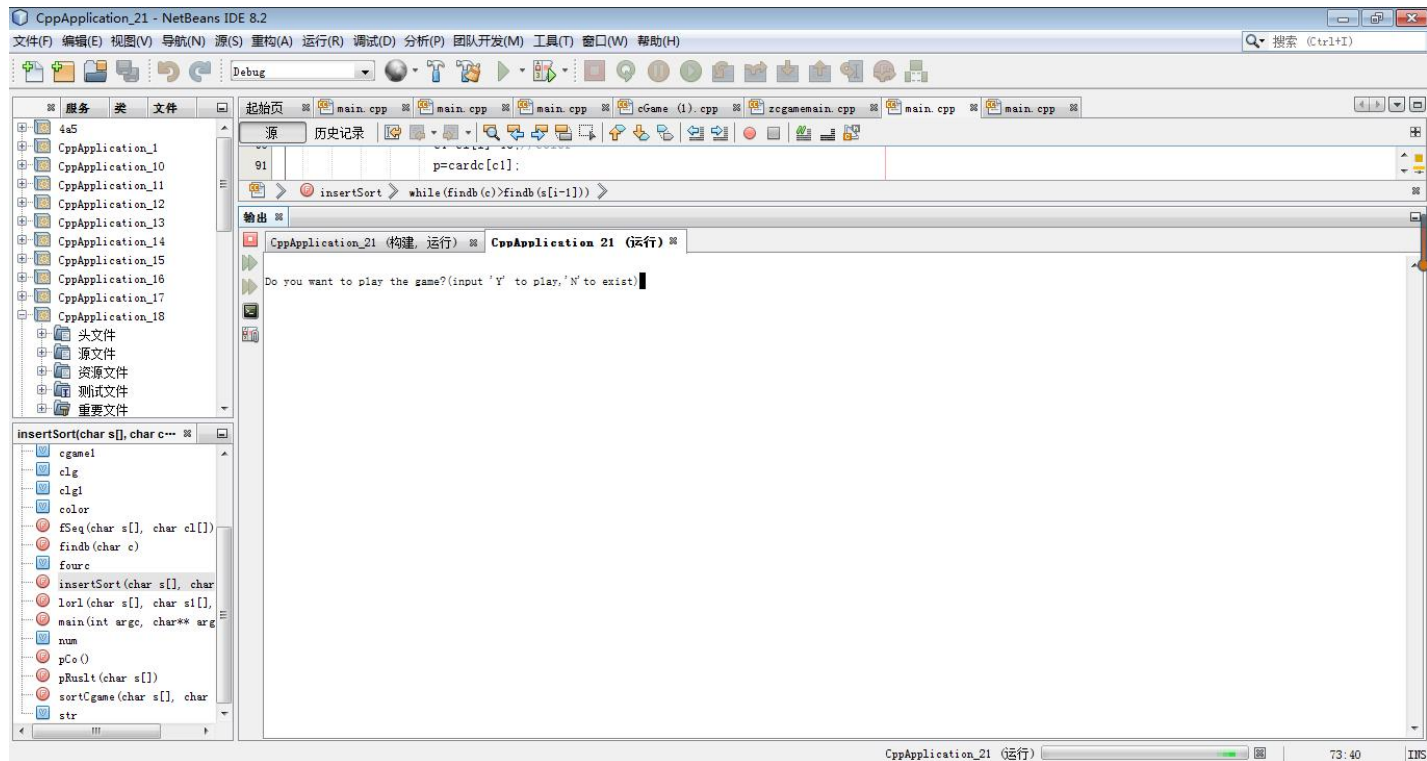 CppApplication_21 - NetBeans IDE 8.2
文件(F) 编辑(E) 视图(V) 导航(N) 源(S) 重构(A) 运行(R) 调试(D) 分析(P) 团队开发(M) 工具(T) 窗口(W) 帮助(H)
搜索 (Ctrl+I)
Debug
服务 类 文件
起始页 main.cpp main.cpp main.cpp cGame (1).cpp zcgamemain.cpp main.cpp main.cpp
源 历史记录
91 p=cardc[c1];
insertSort while(findb(c)>findb(s[i-1]))
4a5
CppApplication_1
CppApplication_10
CppApplication_11
CppApplication_12
CppApplication_13
CppApplication_14
CppApplication_15
CppApplication_16
CppApplication_17
CppApplication_18
头文件
源文件
资源文件
测试文件
重要文件
insertSort(char s[], char c...
cgame1
clg
clg1
color
fSeq(char s[], char cl[])
findb(char c)
fourc
insertSort(char s[], char
lorl(char s[], char s1[],
main(int argc, char** arg
num
pCo()
pRuslt(char s[])
sortCgame(char s[], char
str
输出
CppApplication_21 (构建, 运行) CppApplication_21 (运行)
Do you want to play the game?(input 'Y' to play,'N'to exist)
CppApplication_21 (运行)
73:40
INS